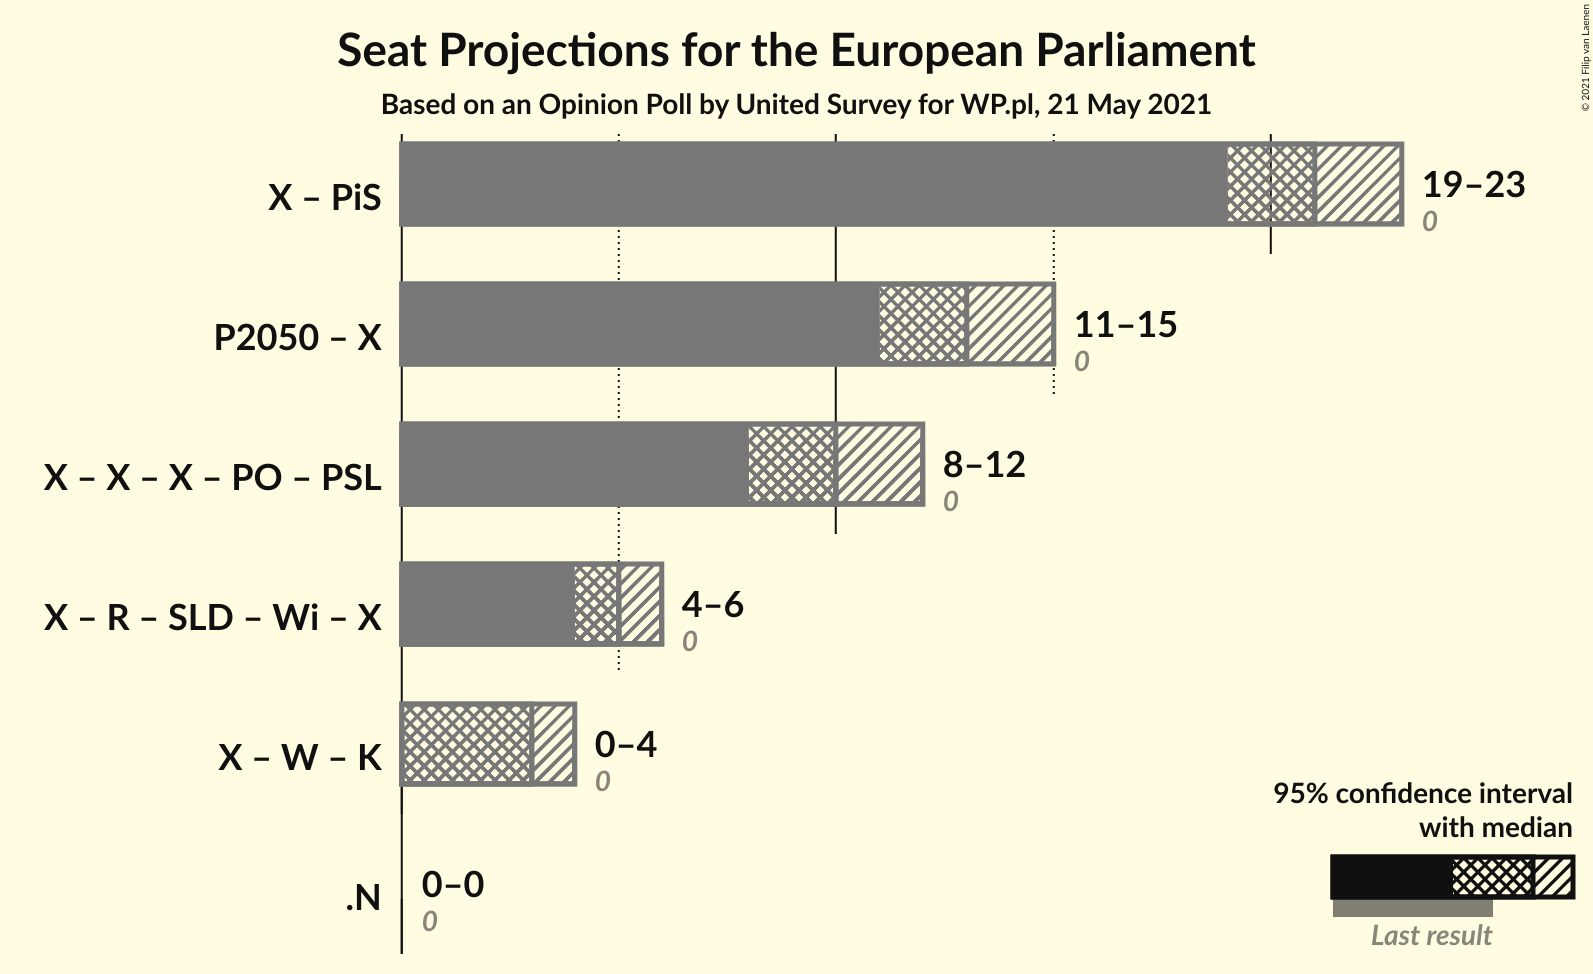 Seat Projections for the European Parliament
Based on an Opinion Poll by United Survey for WP.pl, 21 May 2021
© 2021 Filip van Laenen
X – PiS
19–23
0
P2050 – X
11–15
0
X – X – X – PO – PSL
8–12
0
X – R – SLD – Wi – X
4–6
0
X – W – K
0–4
0
.N
0–0
0
95% confidence interval
with median
Last result